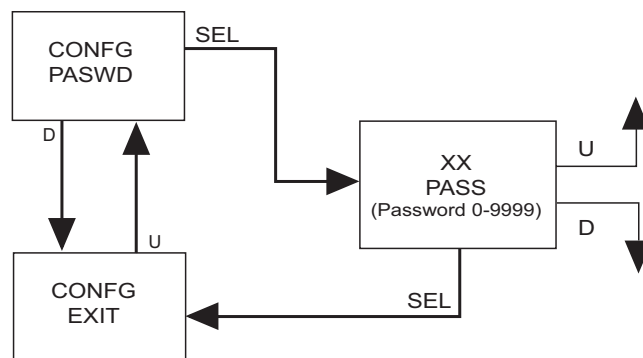 CONFG
PASWD
SEL
D
U
XX
PASS
(Password 0-9999)
U
D
CONFG
EXIT
SEL